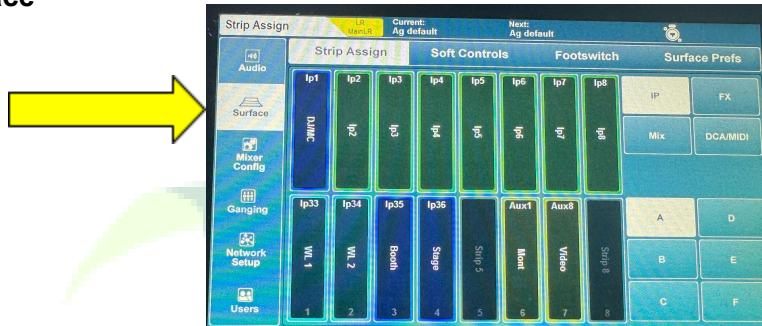 Strip Assign
LR
MainLR
Current:
Ag default
Next:
Ag default
Audio
Surface
Mixer
Config
Ganging
Network
Setup
Users
Strip Assign
Soft Controls
Footswitch
Surface Prefs
Ip1
DJ/MC
Ip2
Ip2
Ip3
Ip3
Ip4
Ip4
Ip5
Ip5
Ip6
Ip6
Ip7
Ip7
Ip8
Ip8
IP
FX
Mix
DCA/MIDI
Ip33
WL 1
1
Ip34
WL 2
2
Ip35
Booth
3
Ip36
Stage
4
Strip 5
5
Aux1
Mont
6
Aux8
Video
7
Strip 8
8
A
D
B
E
C
F